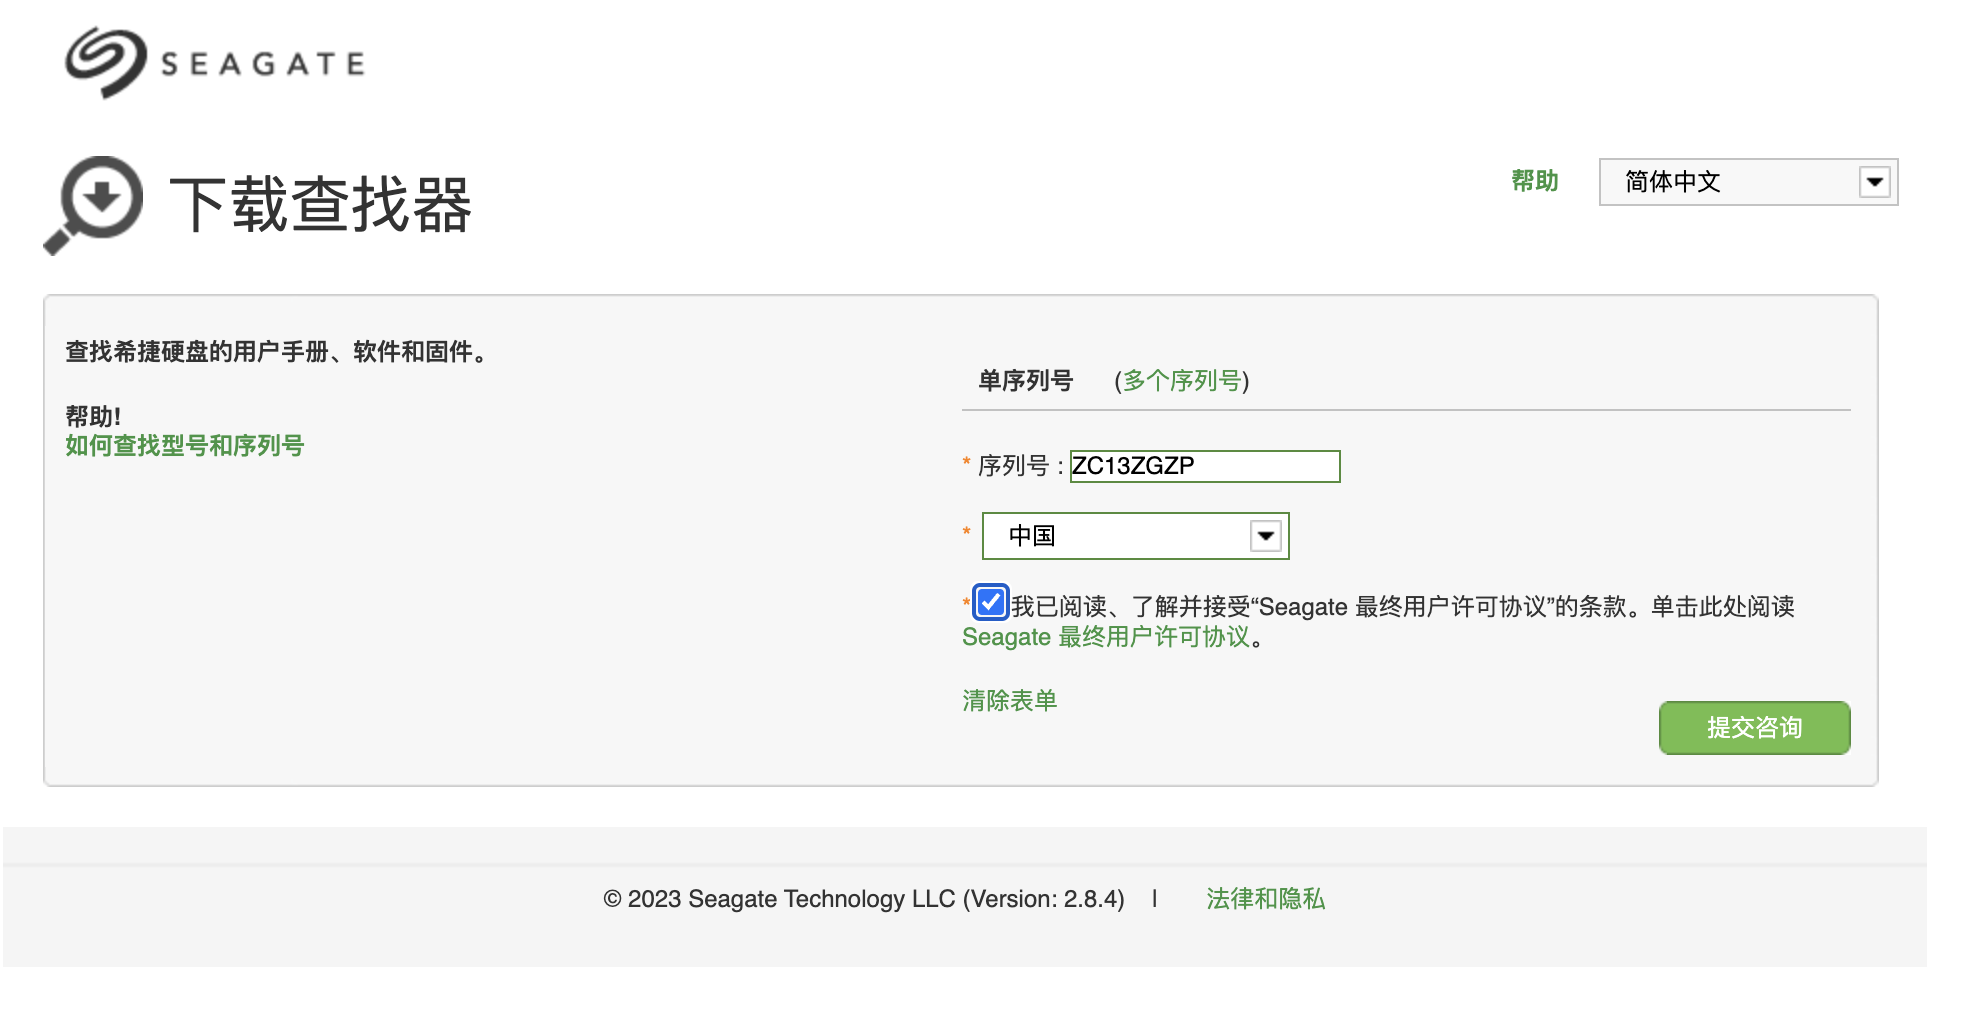 SEAGATE
下载查找器
帮助
简体中文
查找希捷硬盘的用户手册、软件和固件。
帮助!
如何查找型号和序列号
单序列号 (多个序列号)
* 序列号 : ZC13ZGZP
* 中国
*我已阅读、了解并接受“Seagate 最终用户许可协议”的条款。单击此处阅读
Seagate 最终用户许可协议。
清除表单
提交咨询
© 2023 Seagate Technology LLC (Version: 2.8.4) | 法律和隐私